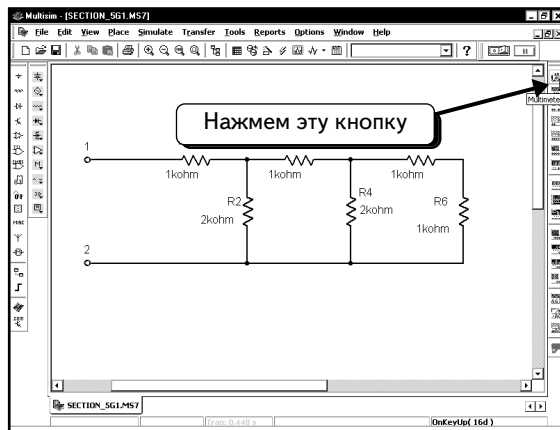 Multisim - [SECTION_5G1.MS7]
File Edit View Place Simulate Transfer Tools Reports Options Window Help
Multimete
Нажмем эту кнопку
1
1kohm
1kohm
1kohm
R2
2kohm
R4
2kohm
R6
1kohm
2
MISC
SECTION_5G1.MS7
Tran: 0.440 s
OnKeyUp( 16d )